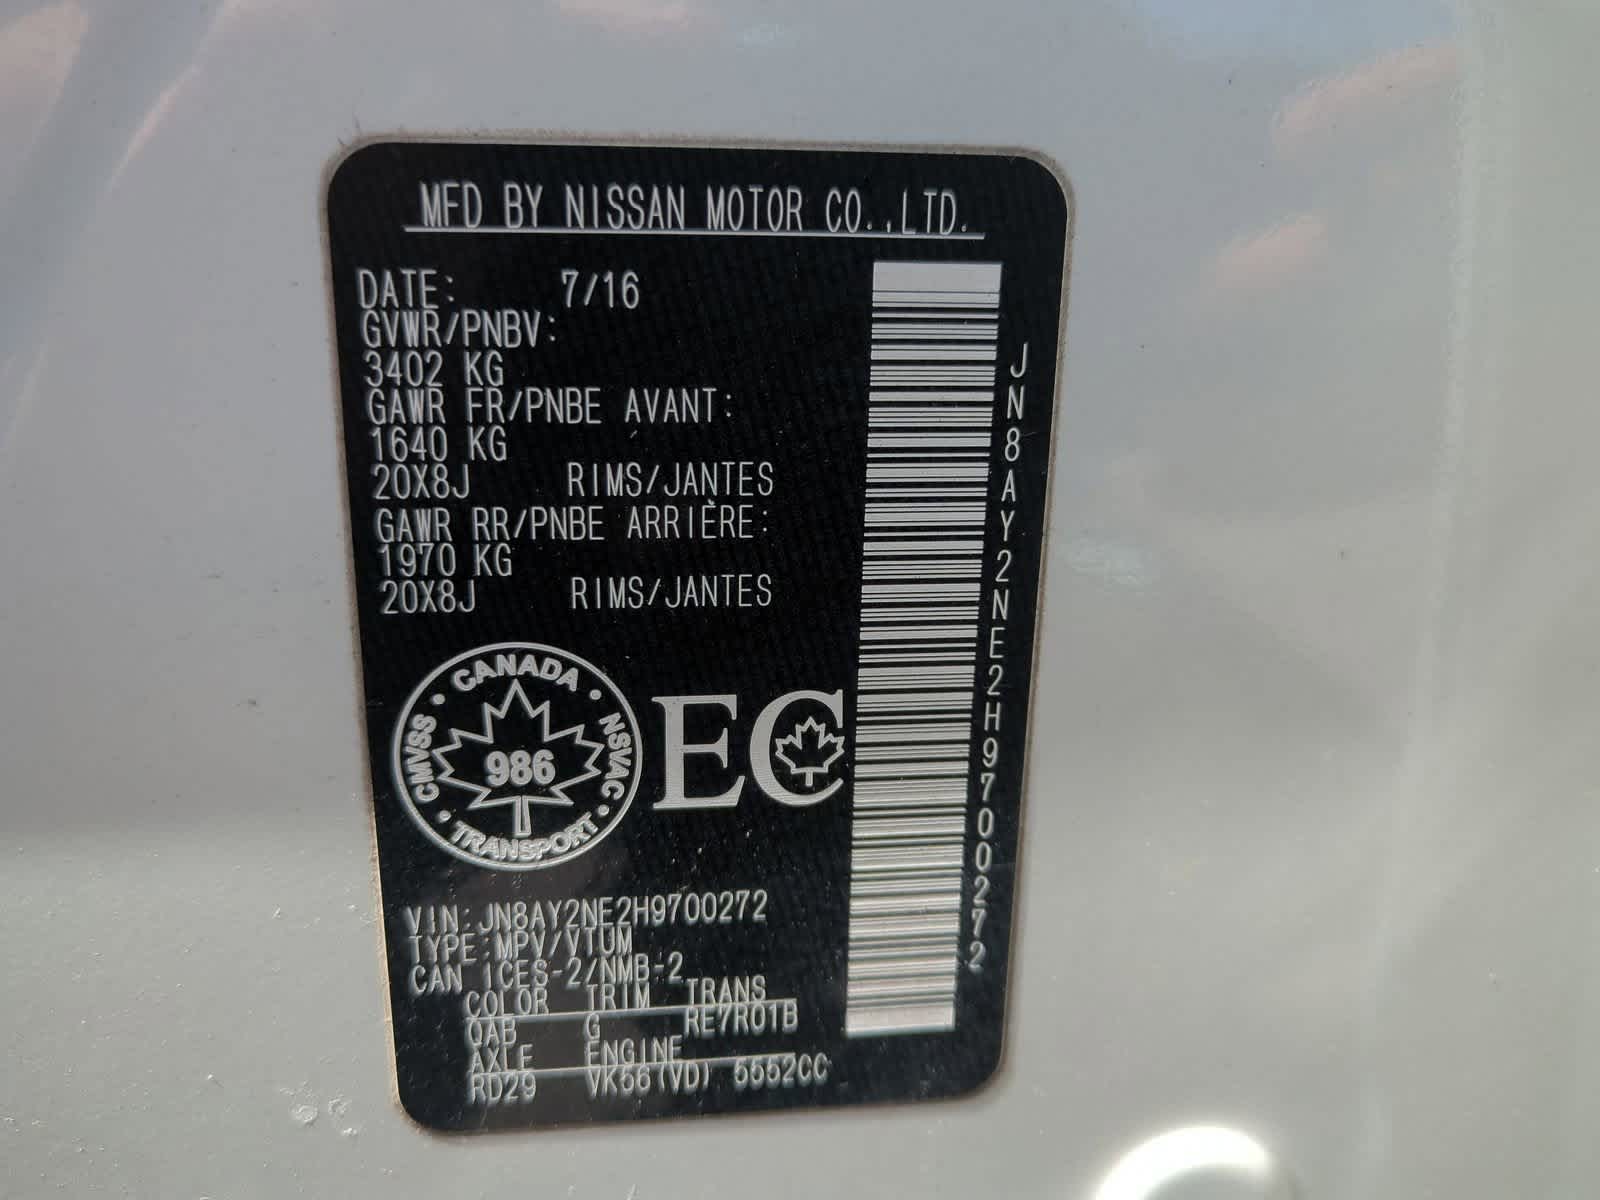 MFD BY NISSAN MOTOR CO.,LTD.
DATE: 7/16
GVWR/PNBV:
3402 KG
GAWR FR/PNBE AVANT:
1640 KG
20X8J RIMS/JANTES
GAWR RR/PNBE ARRIÈRE:
1970 KG
20X8J RIMS/JANTES
CANADA
CMVSS
NSVAC
986
TRANSPORT
EC
VIN:JN8AY2NE2H9700272
TYPE:MPV/VTUM
CAN ICES-2/NMB-2
COLOR TRIM TRANS
QAB G RE7R01B
AXLE ENGINE
RD29 VK56(VD) 5552CC
JN8AY2NE2H9700272